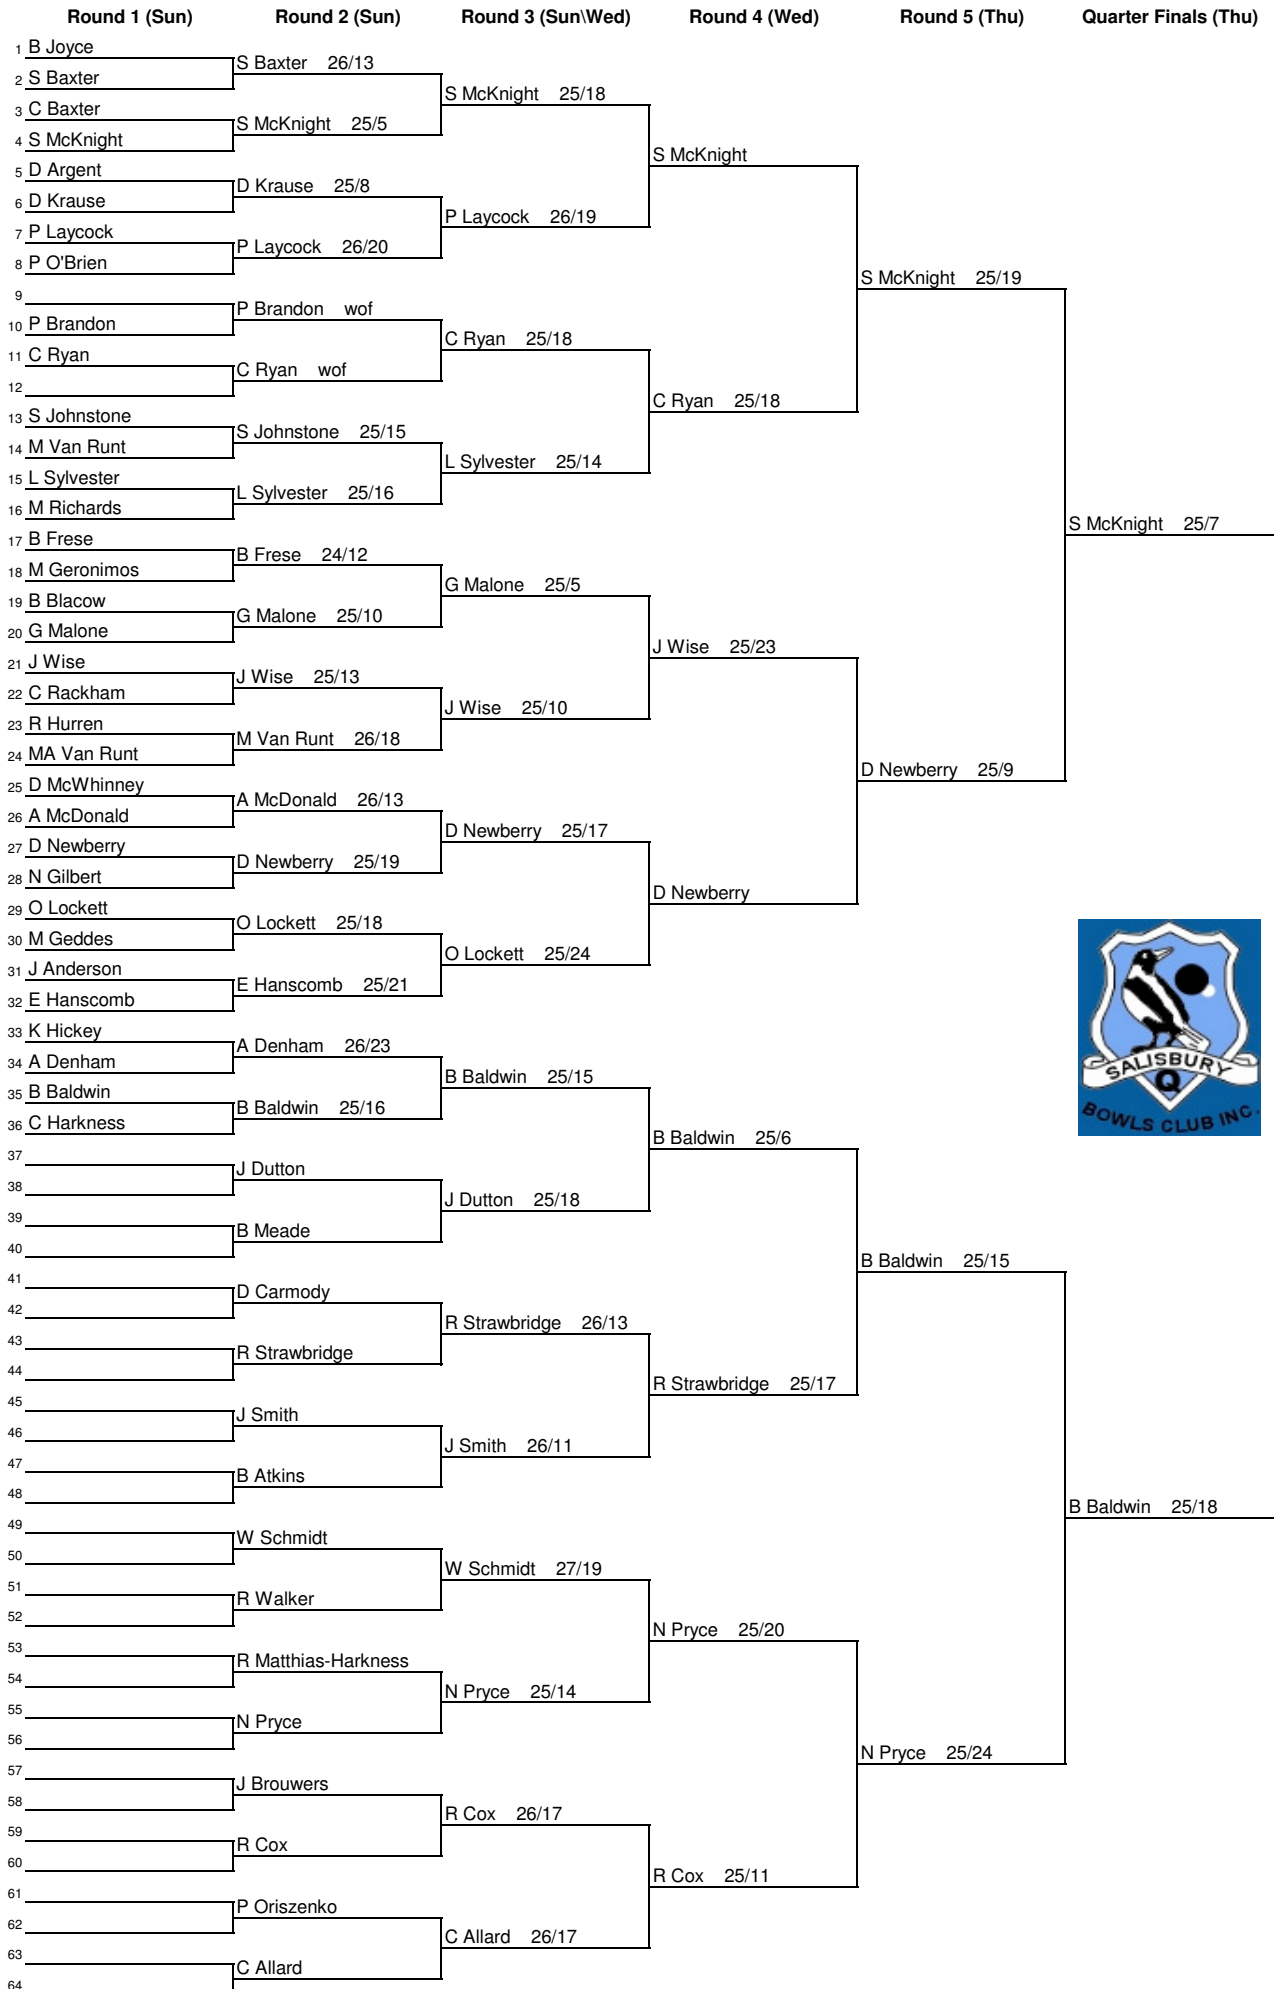 Round 1 (Sun) Round 2 (Sun) Round 3 (Sun\Wed) Round 4 (Wed) Round 5 (Thu) Quarter Finals (Thu)
1 B Joyce
S Baxter 26/13
2 S Baxter
S McKnight 25/18
3 C Baxter
S McKnight 25/5
4 S McKnight
S McKnight
5 D Argent
D Krause 25/8
6 D Krause
P Laycock 26/19
7 P Laycock
P Laycock 26/20
8 P O'Brien
S McKnight 25/19
9
P Brandon wof
10 P Brandon
C Ryan 25/18
11 C Ryan
C Ryan wof
12
C Ryan 25/18
13 S Johnstone
S Johnstone 25/15
14 M Van Runt
L Sylvester 25/14
15 L Sylvester
L Sylvester 25/16
16 M Richards
S McKnight 25/7
17 B Frese
B Frese 24/12
18 M Geronimos
G Malone 25/5
19 B Blacow
G Malone 25/10
20 G Malone
J Wise 25/23
21 J Wise
J Wise 25/13
22 C Rackham
J Wise 25/10
23 R Hurren
M Van Runt 26/18
24 MA Van Runt
D Newberry 25/9
25 D McWhinney
A McDonald 26/13
26 A McDonald
D Newberry 25/17
27 D Newberry
D Newberry 25/19
28 N Gilbert
D Newberry
29 O Lockett
O Lockett 25/18
30 M Geddes
O Lockett 25/24
31 J Anderson
E Hanscomb 25/21
32 E Hanscomb
33 K Hickey
A Denham 26/23
34 A Denham
SALISBURY
Q
BOWLS CLUB INC.
B Baldwin 25/15
35 B Baldwin
B Baldwin 25/16
36 C Harkness
B Baldwin 25/6
37
J Dutton
38
J Dutton 25/18
39
B Meade
40
B Baldwin 25/15
41
D Carmody
42
R Strawbridge 26/13
43
R Strawbridge
44
R Strawbridge 25/17
45
J Smith
46
J Smith 26/11
47
B Atkins
48
B Baldwin 25/18
49
W Schmidt
50
W Schmidt 27/19
51
R Walker
52
N Pryce 25/20
53
R Matthias-Harkness
54
N Pryce 25/14
55
N Pryce
56
N Pryce 25/24
57
J Brouwers
58
R Cox 26/17
59
R Cox
60
R Cox 25/11
61
P Oriszenko
62
C Allard 26/17
63
C Allard
64